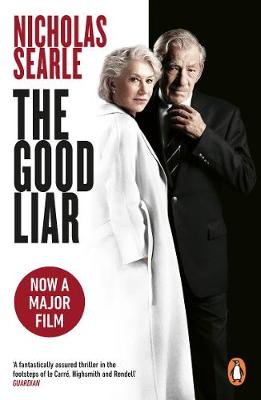 NICHOLAS
SEARLE
THE
GOOD
LIAR
NOW A
MAJOR
FILM
'A fantastically assured thriller in the
footsteps of le Carré, Highsmith and Rendell'
GUARDIAN